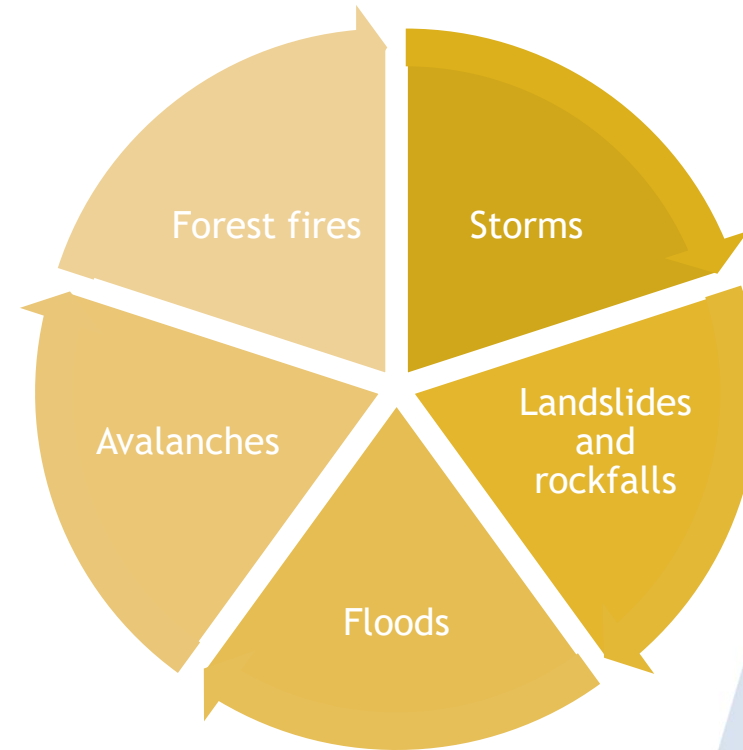 Forest fires
Storms
Landslides
and
rockfalls
Avalanches
Floods